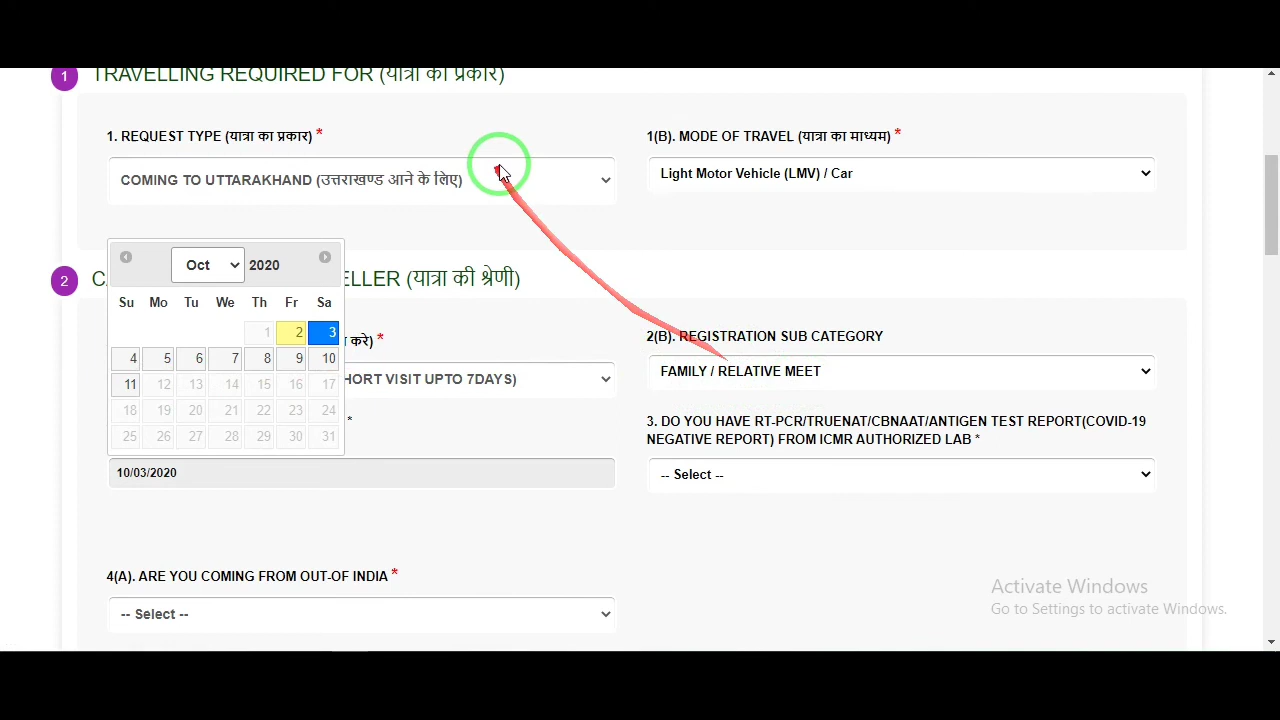 1 TRAVELLING REQUIRED FOR (यात्रा का प्रकार)
1. REQUEST TYPE (यात्रा का प्रकार) *
1(B). MODE OF TRAVEL (यात्रा का माध्यम) *
COMING TO UTTARAKHAND (उत्तराखण्ड आने के लिए)
Light Motor Vehicle (LMV) / Car
Oct 2020
2 ELLER (यात्रा की श्रेणी)
Su Mo Tu We Th Fr Sa
1 2 3
4 5 6 7 8 9 10
11 12 13 14 15 16 17
18 19 20 21 22 23 24
25 26 27 28 29 30 31
करे) *
2(B). REGISTRATION SUB CATEGORY
HORT VISIT UPTO 7DAYS)
FAMILY / RELATIVE MEET
*
3. DO YOU HAVE RT-PCR/TRUENAT/CBNAAT/ANTIGEN TEST REPORT(COVID-19
NEGATIVE REPORT) FROM ICMR AUTHORIZED LAB *
10/03/2020
-- Select --
4(A). ARE YOU COMING FROM OUT-OF INDIA *
-- Select --
Activate Windows
Go to Settings to activate Windows.